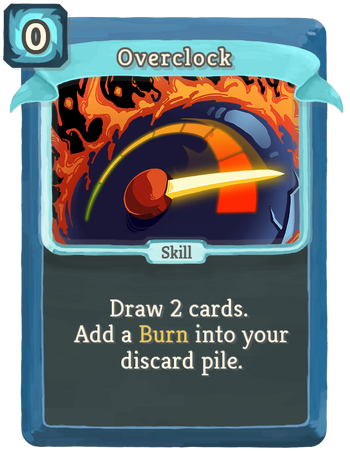 0
Overclock
Skill
Draw 2 cards.
Add a Burn into your
discard pile.